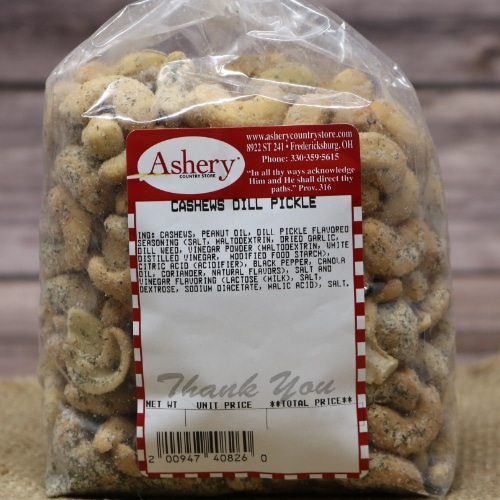 Ashery
COUNTRY STORE
www.asherycountrystore.com
8922 ST 241 • Fredericksburg, OH
Phone: 330-359-5615
"In all thy ways acknowledge
Him and He shall direct thy
paths." Prov. 316
CASHEWS DILL PICKLE
ING: CASHEWS, PEANUT OIL, DILL PICKLE FLAVORED
SEASONING (SALT, MALTODEXTRIN, DRIED GARLIC,
DILL WEED, VINEGAR POWDER (MALTODEXTRIN, WHITE
DISTILLED VINEGAR, MODIFIED FOOD STARCH),
CITRIC ACID (ACIFIER), BLACK PEPPER, CANOLA
OIL, CORIANDER, NATURAL FLAVORS), SALT AND
VINEGAR FLAVORING (LACTOSE (MILK), SALT,
DEXTROSE, SODIUM DIACETATE, MALIC ACID), SALT,
Thank You
NET WT UNIT PRICE **TOTAL PRICE**
2 00947 40826 0